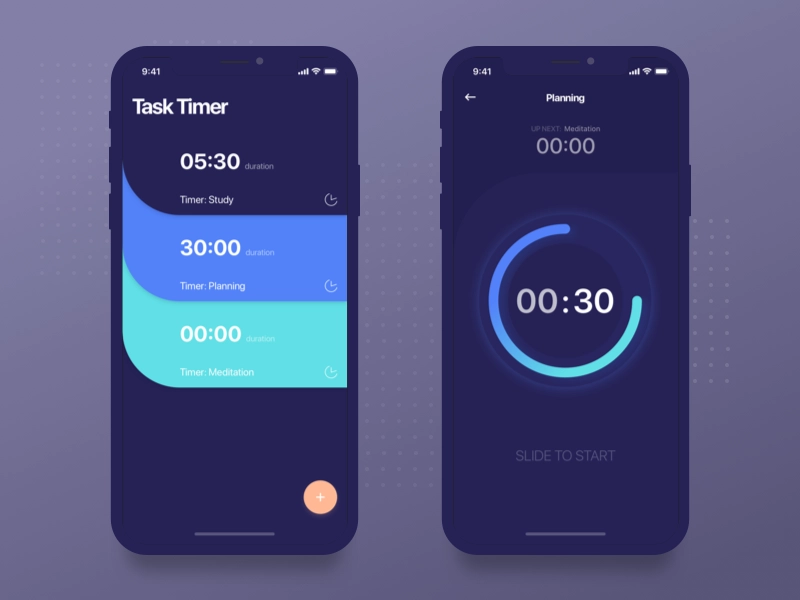 9:41
Task Timer
05:30 duration
Timer: Study
30:00 duration
Timer: Planning
00:00 duration
Timer: Meditation
+
9:41
Planning
UP NEXT: Meditation
00:00
00:30
SLIDE TO START